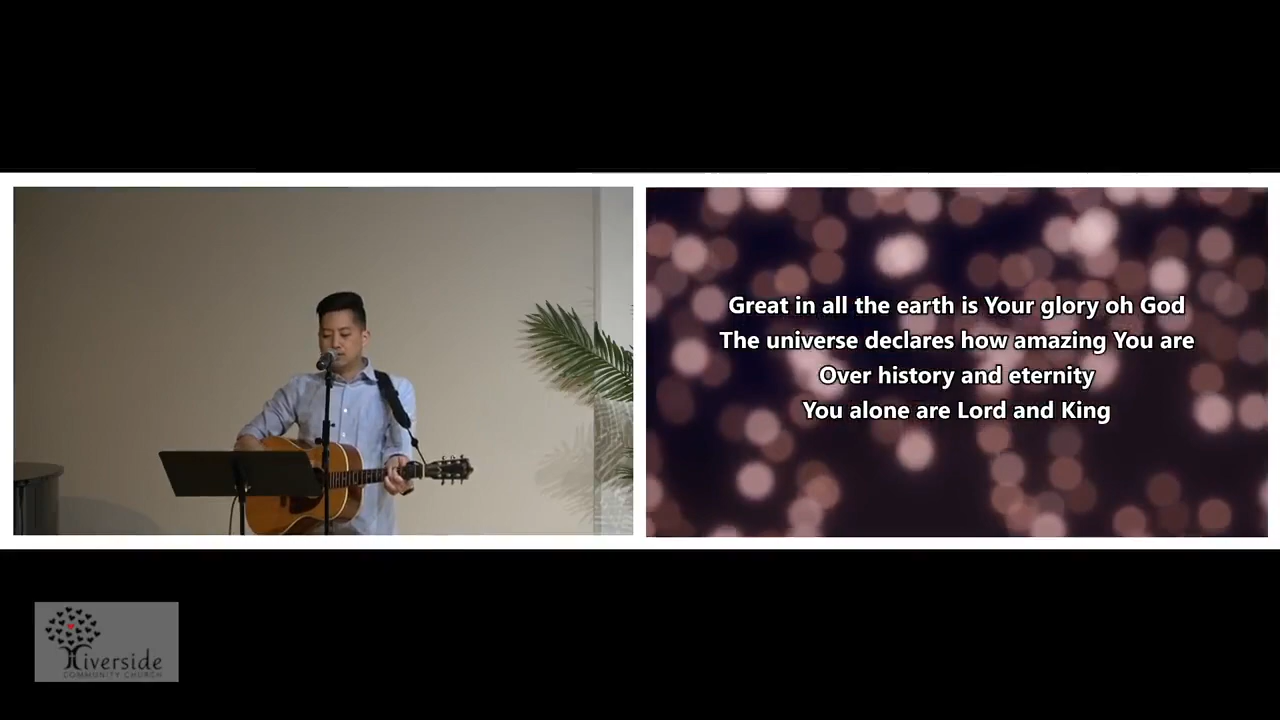 Great in all the earth is Your glory oh God
The universe declares how amazing You are
Over history and eternity
You alone are Lord and King
Riverside
COMMUNITY CHURCH